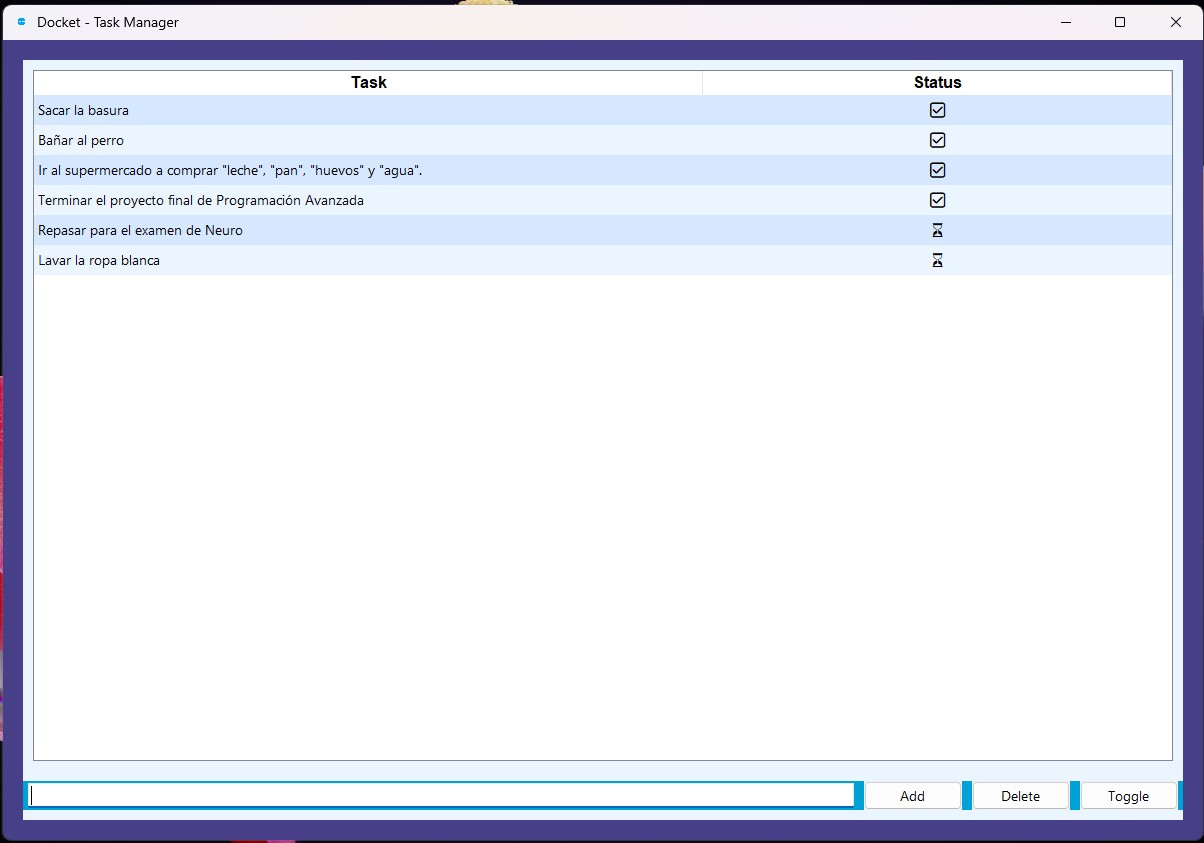 Docket - Task Manager
Task Status
Sacar la basura
Bañar al perro
Ir al supermercado a comprar "leche", "pan", "huevos" y "agua".
Terminar el proyecto final de Programación Avanzada
Repasar para el examen de Neuro
Lavar la ropa blanca
Add Delete Toggle